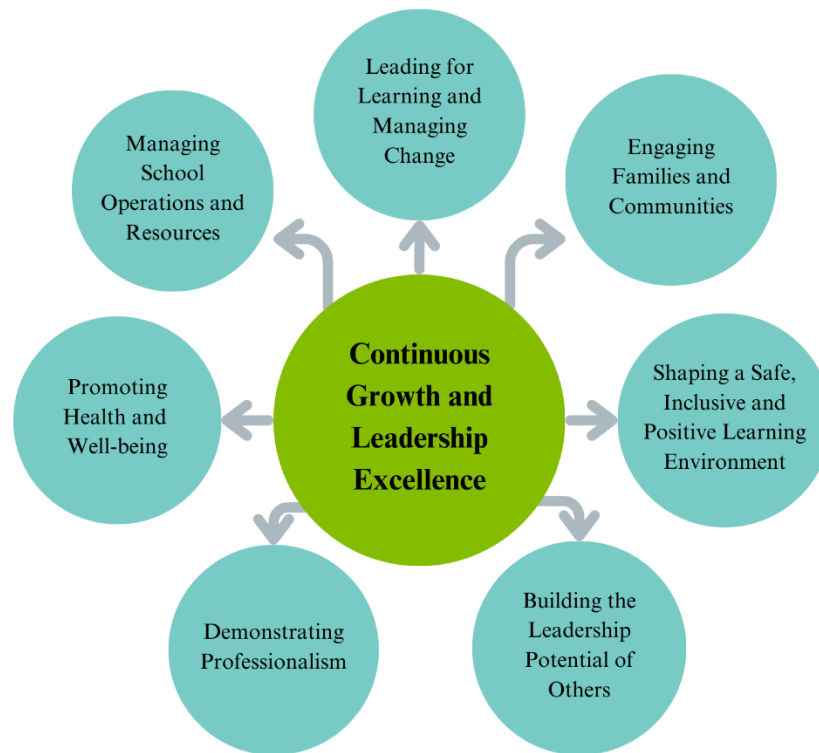 Leading for
Learning and
Managing
Change
Engaging
Families and
Communities
Shaping a Safe,
Inclusive and
Positive Learning
Environment
Building the
Leadership
Potential of
Others
Demonstrating
Professionalism
Promoting
Health and
Well-being
Managing
School
Operations and
Resources
Continuous
Growth and
Leadership
Excellence